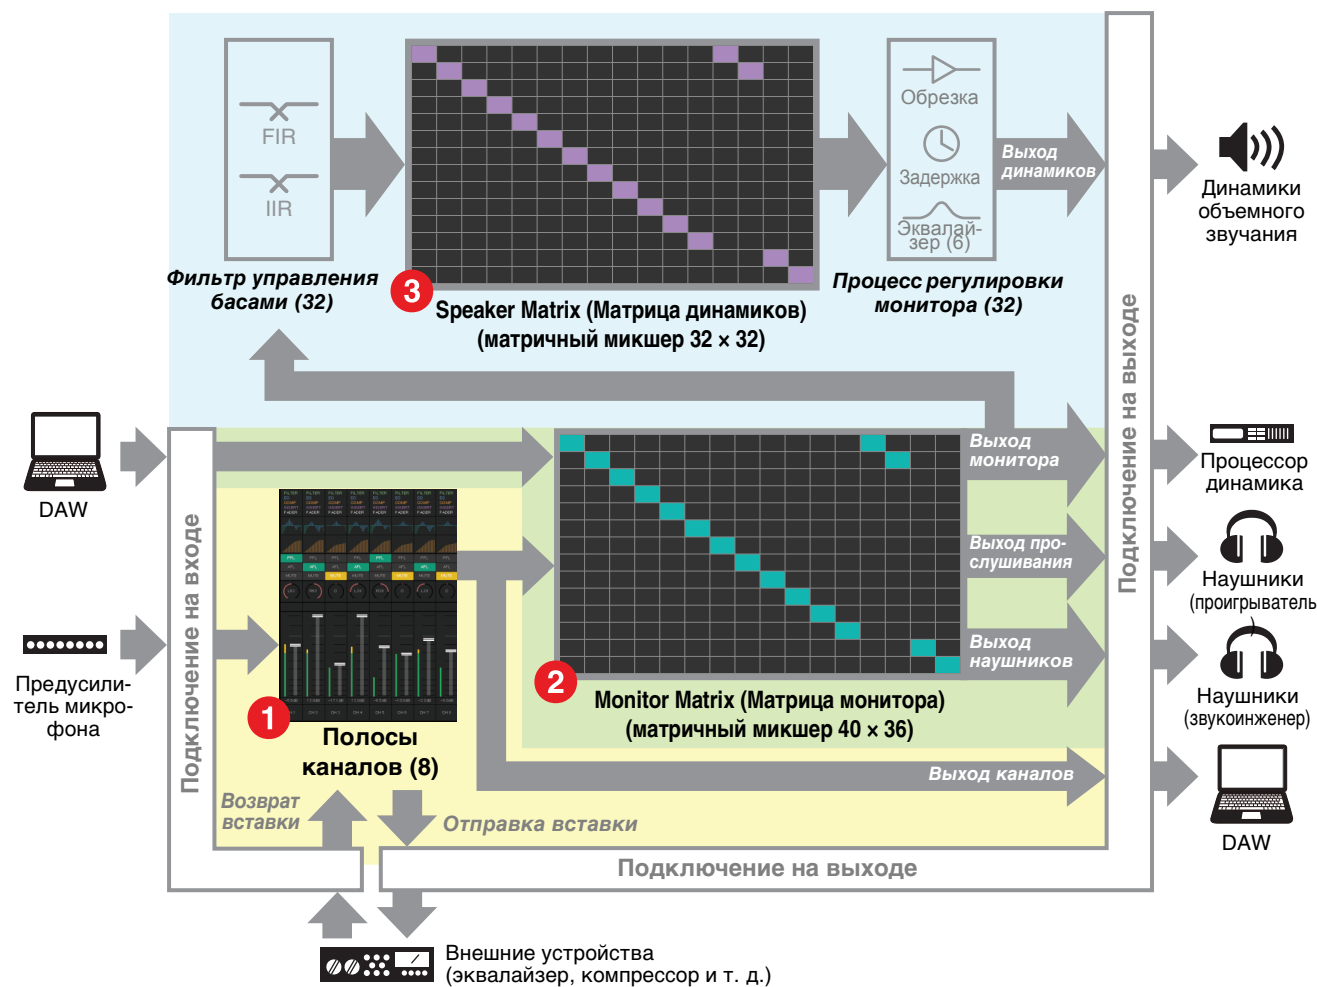 FIR
IIR
Фильтр управления
басами (32)
3
Speaker Matrix (Матрица динамиков)
(матричный микшер 32 × 32)
Обрезка
Задержка
Эквалай-
зер (6)
Процесс регулировки
монитора (32)
Выход
динамиков
Динамики
объемного
звучания
Подключение на выходе
DAW
Предусили-
тель микро-
фона
Подключение на входе
1
Полосы
каналов (8)
2
Monitor Matrix (Матрица монитора)
(матричный микшер 40 × 36)
Выход
монитора
Выход про-
слушивания
Выход
наушников
Выход каналов
Процессор
динамика
Наушники
(проигрыватель
)
Наушники
(звукоинженер)
DAW
Возврат
вставки
Отправка вставки
Подключение на выходе
Внешние устройства
(эквалайзер, компрессор и т. д.)